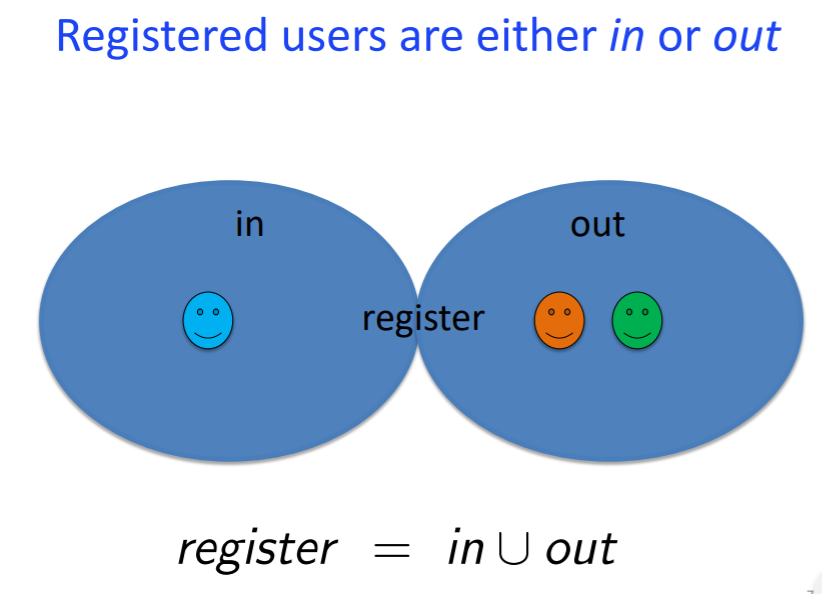 Registered users are either in or out
in
out
register
register = in ∪ out